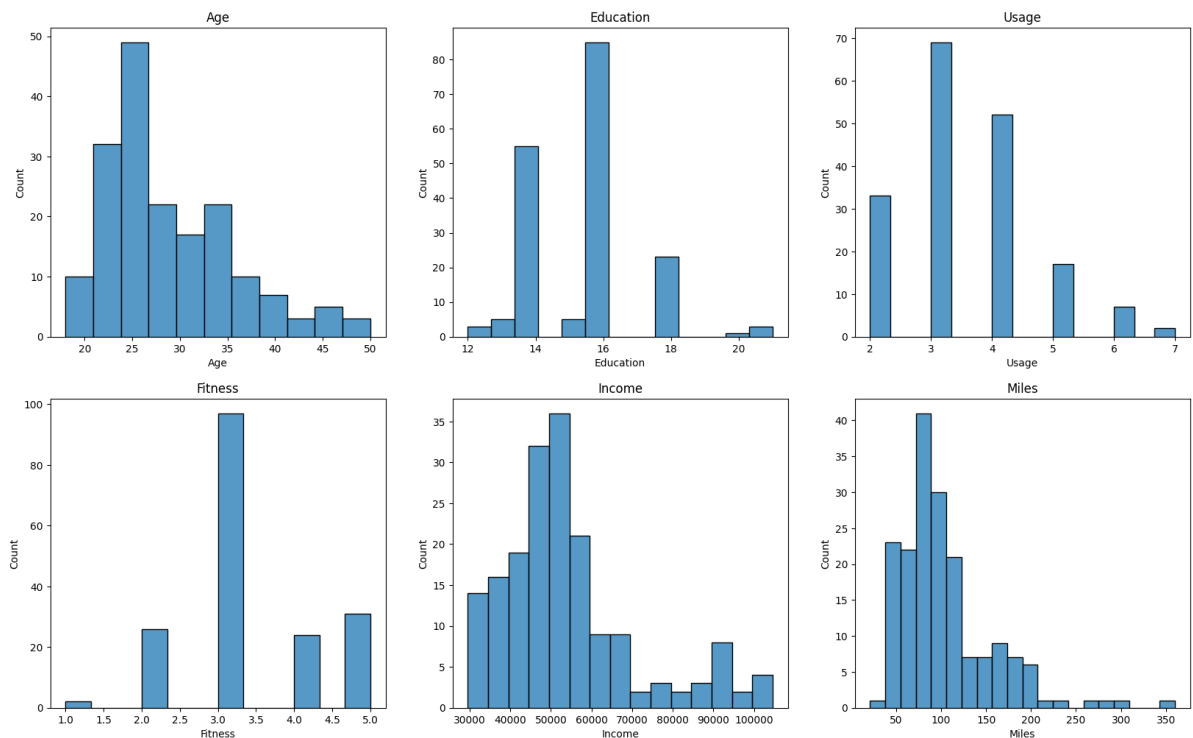 Age
Education
Usage
50
40
30
20
10
0
Count
20 25 30 35 40 45 50
Age
80
70
60
50
40
30
20
10
0
Count
12 14 16 18 20
Education
70
60
50
40
30
20
10
0
Count
2 3 4 5 6 7
Usage
Fitness
Income
Miles
100
80
60
40
20
0
Count
1.0 1.5 2.0 2.5 3.0 3.5 4.0 4.5 5.0
Fitness
35
30
25
20
15
10
5
0
Count
30000 40000 50000 60000 70000 80000 90000 100000
Income
40
35
30
25
20
15
10
5
0
Count
50 100 150 200 250 300 350
Miles